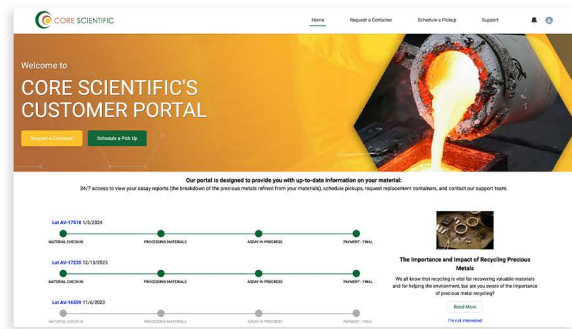 CORE SCIENTIFIC
Home Request a Container Schedule a Pickup Support
Welcome to
CORE SCIENTIFIC'S
CUSTOMER PORTAL
Request a Container Schedule a Pick Up
Our portal is designed to provide you with up-to-date information on your material:
24/7 access to view your assay reports (the breakdown of the precious metals refined from your materials), schedule pickups, request replacement containers, and contact our support team.
Lot AV-17518 1/5/2024
MATERIAL CHECK-IN PROCESSING MATERIALS ASSAY IN PROGRESS PAYMENT - FINAL
Lot AV-17235 12/13/2023
MATERIAL CHECK-IN PROCESSING MATERIALS ASSAY IN PROGRESS PAYMENT - FINAL
Lot AV-16559 11/6/2023
MATERIAL CHECK-IN PROCESSING MATERIALS ASSAY IN PROGRESS PAYMENT - FINAL
The Importance and Impact of Recycling Precious
Metals
We all know that recycling is vital for recovering valuable materials
and for helping the environment, but are you aware of the importance
of precious metal recycling?
Read More
I'm not interested